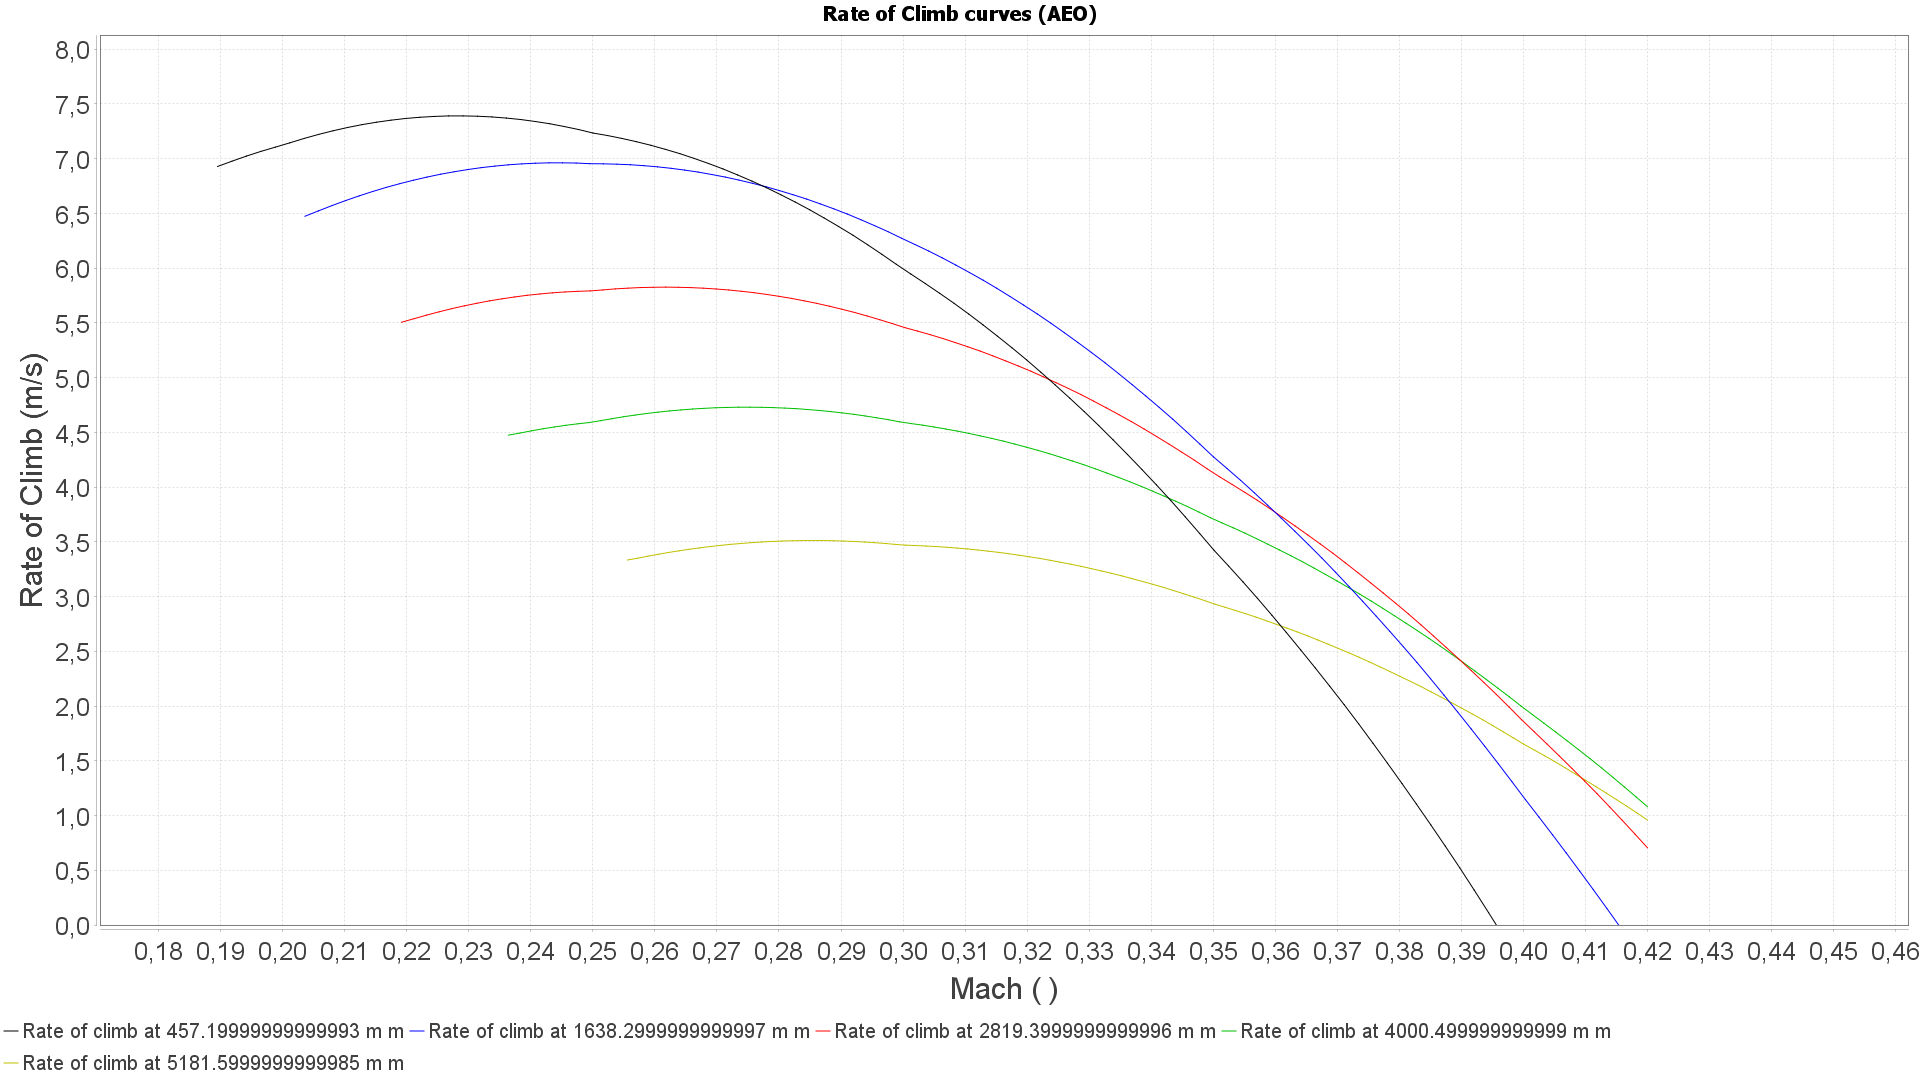 Rate of Climb curves (AEO)
8,0
7,5
7,0
6,5
6,0
5,5
5,0
4,5
4,0
3,5
3,0
2,5
2,0
1,5
1,0
0,5
0,0
Rate of Climb (m/s)
0,18 0,19 0,20 0,21 0,22 0,23 0,24 0,25 0,26 0,27 0,28 0,29 0,30 0,31 0,32 0,33 0,34 0,35 0,36 0,37 0,38 0,39 0,40 0,41 0,42 0,43 0,44 0,45 0,46
Mach ( )
Rate of climb at 457.19999999999993 m m Rate of climb at 1638.2999999999997 m m Rate of climb at 2819.3999999999996 m m Rate of climb at 4000.499999999999 m m
Rate of climb at 5181.5999999999985 m m